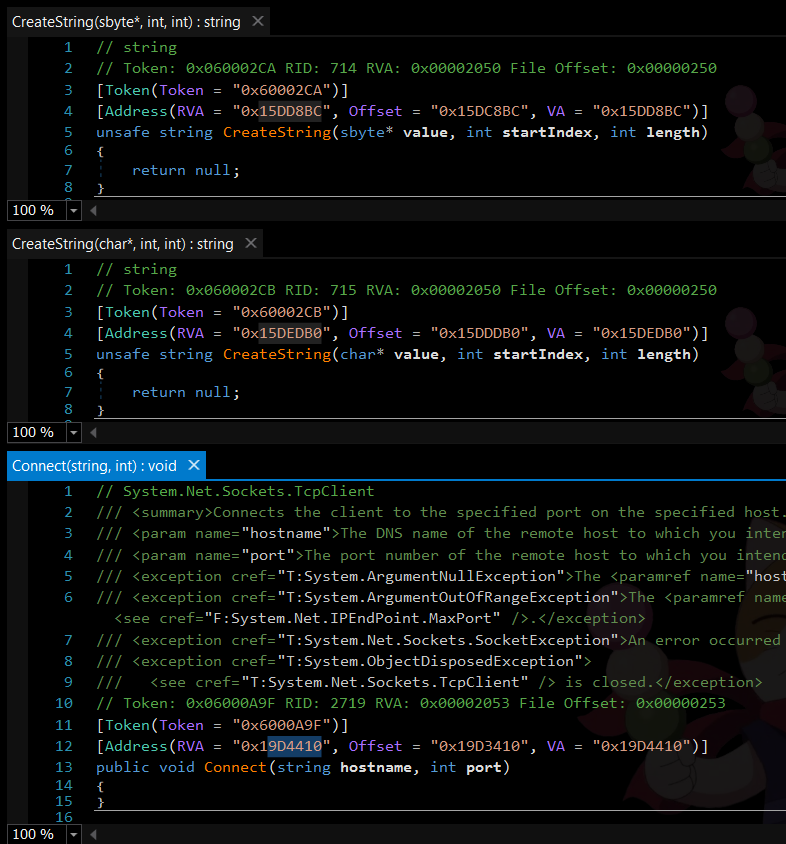 CreateString(sbyte*, int, int) : string ✕
1 // string
2 // Token: 0x060002CA RID: 714 RVA: 0x00002050 File Offset: 0x00000250
3 [Token(Token = "0x60002CA")]
4 [Address(RVA = "0x15DD8BC", Offset = "0x15DC8BC", VA = "0x15DD8BC")]
5 unsafe string CreateString(sbyte* value, int startIndex, int length)
6 {
7 return null;
8 }
100 %
CreateString(char*, int, int) : string ✕
1 // string
2 // Token: 0x060002CB RID: 715 RVA: 0x00002050 File Offset: 0x00000250
3 [Token(Token = "0x60002CB")]
4 [Address(RVA = "0x15DEDB0", Offset = "0x15DDDB0", VA = "0x15DEDB0")]
5 unsafe string CreateString(char* value, int startIndex, int length)
6 {
7 return null;
8 }
100 %
Connect(string, int) : void ✕
1 // System.Net.Sockets.TcpClient
2 /// <summary>Connects the client to the specified port on the specified host.
3 /// <param name="hostname">The DNS name of the remote host to which you inten
4 /// <param name="port">The port number of the remote host to which you intend
5 /// <exception cref="T:System.ArgumentNullException">The <paramref name="host
6 /// <exception cref="T:System.ArgumentOutOfRangeException">The <paramref name
<see cref="F:System.Net.IPEndPoint.MaxPort" />.</exception>
7 /// <exception cref="T:System.Net.Sockets.SocketException">An error occurred
8 /// <exception cref="T:System.ObjectDisposedException">
9 /// <see cref="T:System.Net.Sockets.TcpClient" /> is closed.</exception>
10 // Token: 0x06000A9F RID: 2719 RVA: 0x00002053 File Offset: 0x00000253
11 [Token(Token = "0x6000A9F")]
12 [Address(RVA = "0x19D4410", Offset = "0x19D3410", VA = "0x19D4410")]
13 public void Connect(string hostname, int port)
14 {
15 }
16
100 %